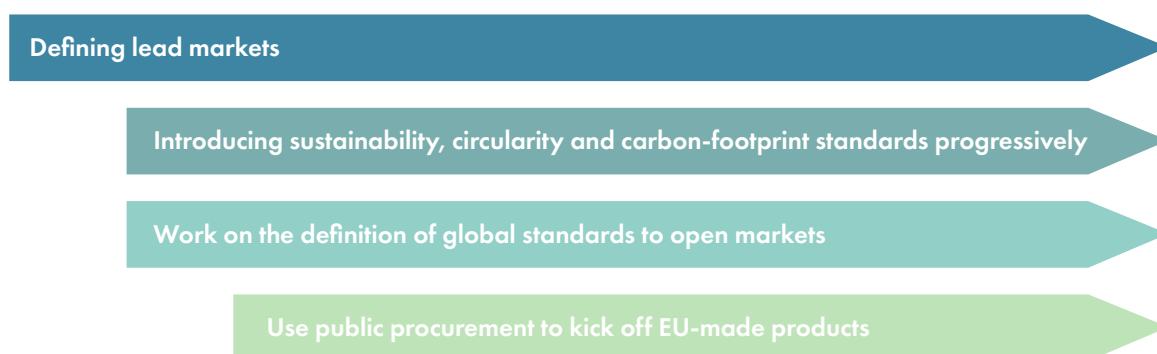 Defining lead markets
Introducing sustainability, circularity and carbon-footprint standards progressively
Work on the definition of global standards to open markets
Use public procurement to kick off EU-made products